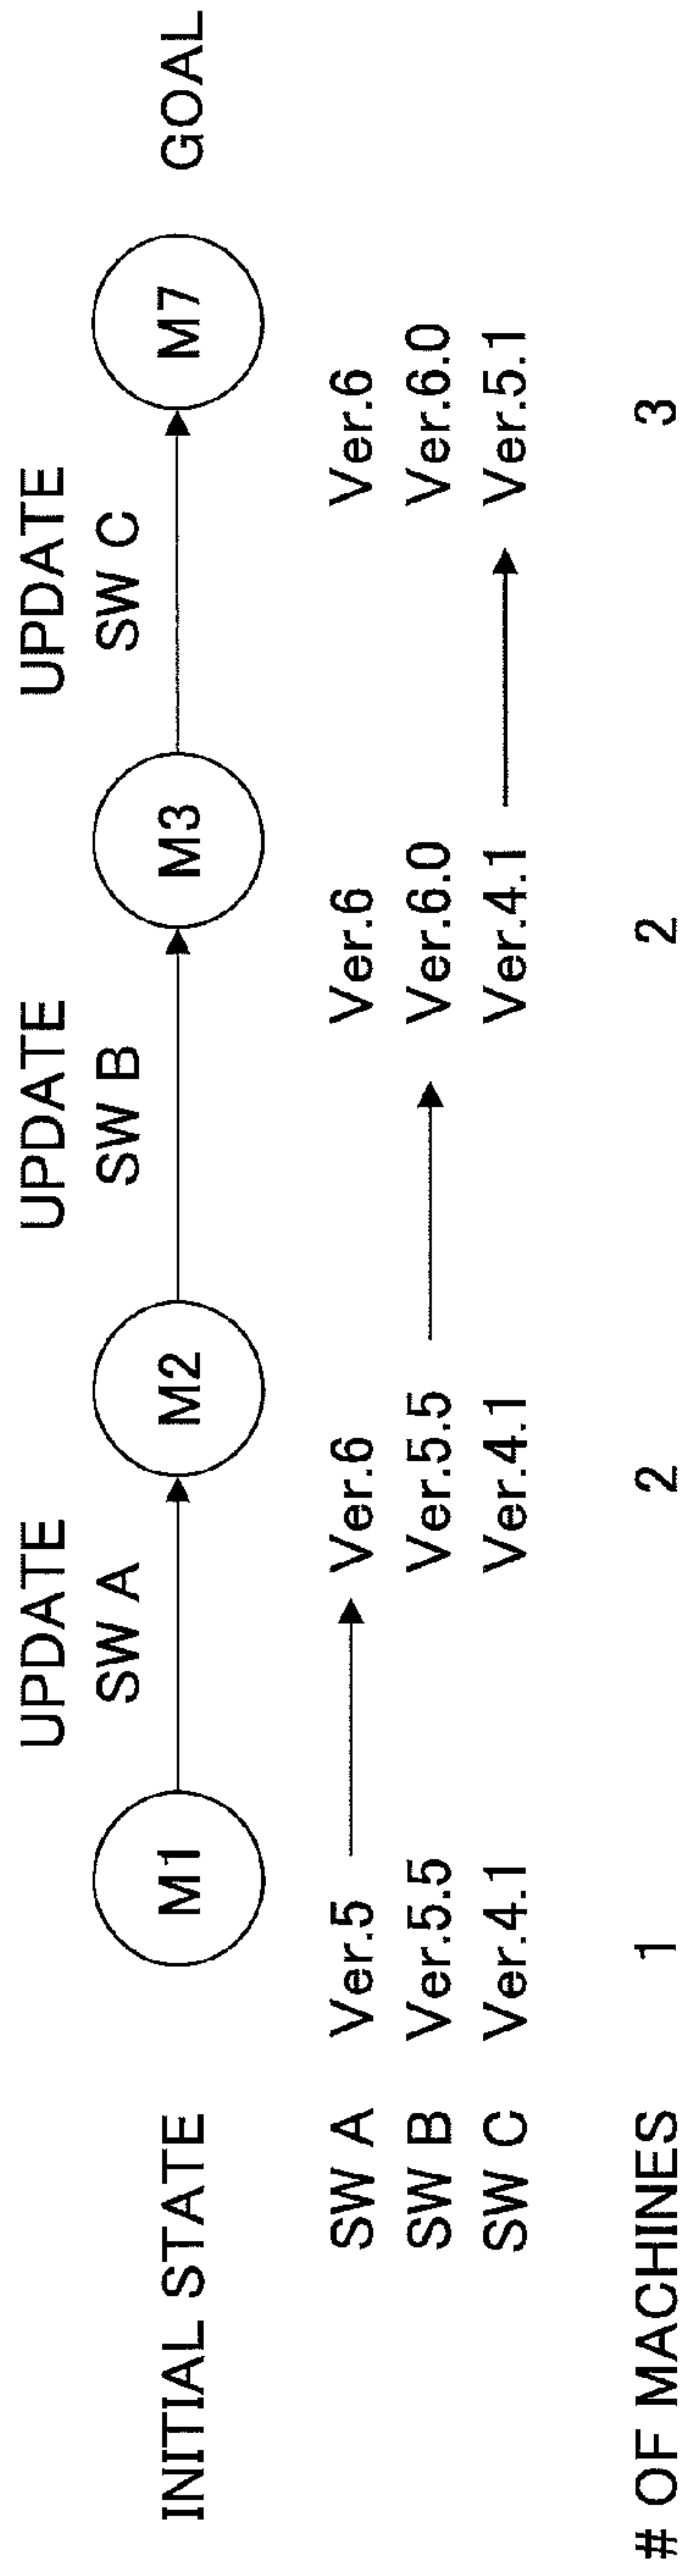 UPDATE UPDATE UPDATE
SW A SW B SW C
INITIAL STATE M1 M2 M3 M7 GOAL
SW A Ver.5 Ver.6 Ver.6 Ver.6
SW B Ver.5.5 Ver.5.5 Ver.6.0 Ver.6.0
SW C Ver.4.1 Ver.4.1 Ver.4.1 Ver.5.1
# OF MACHINES 1 2 2 3